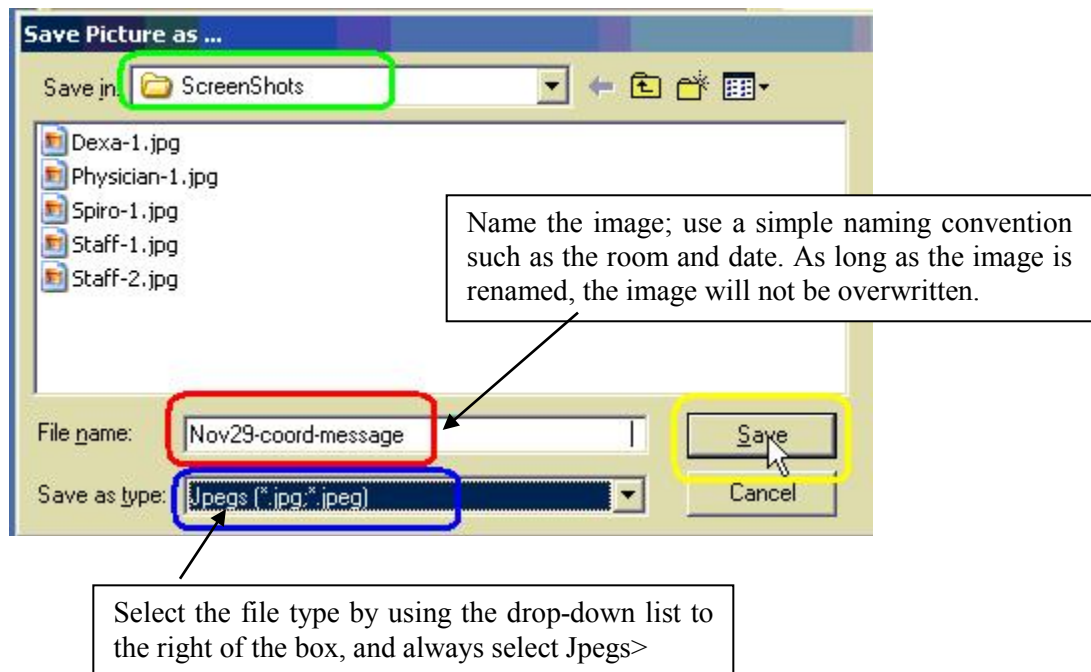 Save Picture as ...
Save in: ScreenShots
Dexa-1.jpg
Physician-1.jpg
Spiro-1.jpg
Staff-1.jpg
Staff-2.jpg
Name the image; use a simple naming convention
such as the room and date. As long as the image is
renamed, the image will not be overwritten.
File name: Nov29-coord-message Save
Save as type: Jpegs (*.jpg;*.jpeg) Cancel
Select the file type by using the drop-down list to
the right of the box, and always select Jpegs>